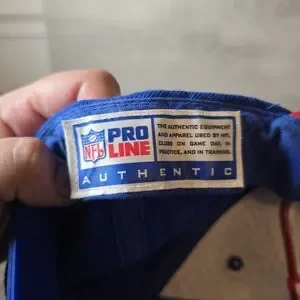 NFL
PRO
LINE
THE AUTHENTIC EQUIPMENT
AND APPAREL USED BY NFL
CLUBS ON GAME DAY, IN
PRACTICE, AND IN TRAINING.
AUTHENTIC